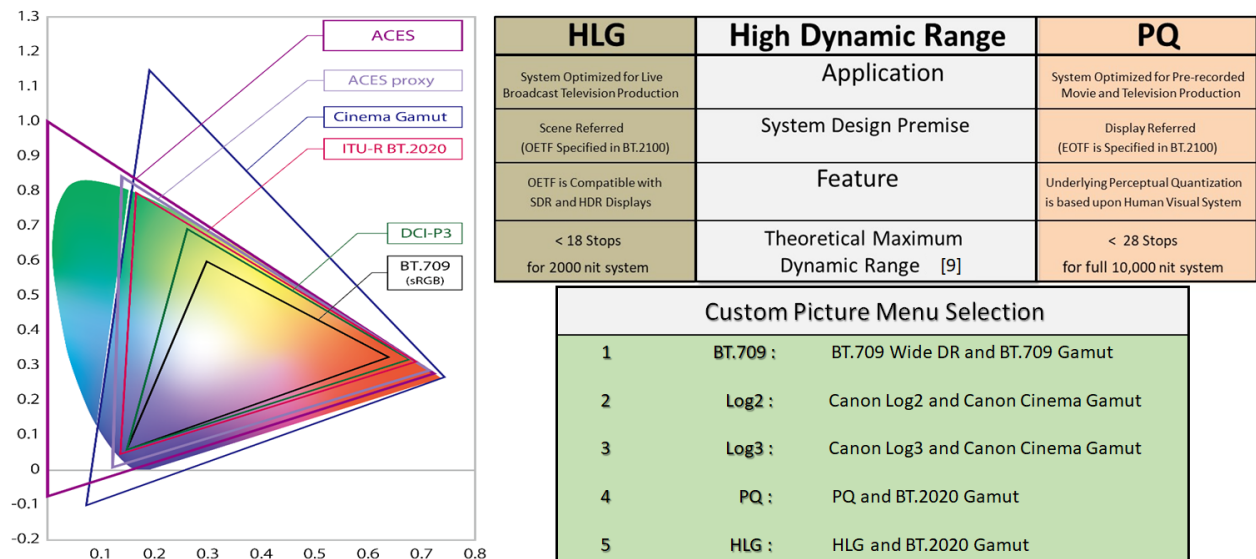 1.3
1.2
1.1
1.0
0.9
0.8
0.7
0.6
0.5
0.4
0.3
0.2
0.1
0
-0.1
-0.2
0.1 0.2 0.3 0.4 0.5 0.6 0.7 0.8
ACES
ACES proxy
Cinema Gamut
ITU-R BT.2020
DCI-P3
BT.709
(sRGB)
HLG High Dynamic Range PQ
System Optimized for Live
Broadcast Television Production
Application
System Optimized for Pre-recorded
Movie and Television Production
Scene Referred
(OETF Specified in BT.2100)
System Design Premise
Display Referred
(EOTF is Specified in BT.2100)
OETF is Compatible with
SDR and HDR Displays
Feature
Underlying Perceptual Quantization
is based upon Human Visual System
< 18 Stops
for 2000 nit system
Theoretical Maximum
Dynamic Range [9]
< 28 Stops
for full 10,000 nit system
Custom Picture Menu Selection
1 BT.709 : BT.709 Wide DR and BT.709 Gamut
2 Log2 : Canon Log2 and Canon Cinema Gamut
3 Log3 : Canon Log3 and Canon Cinema Gamut
4 PQ : PQ and BT.2020 Gamut
5 HLG : HLG and BT.2020 Gamut